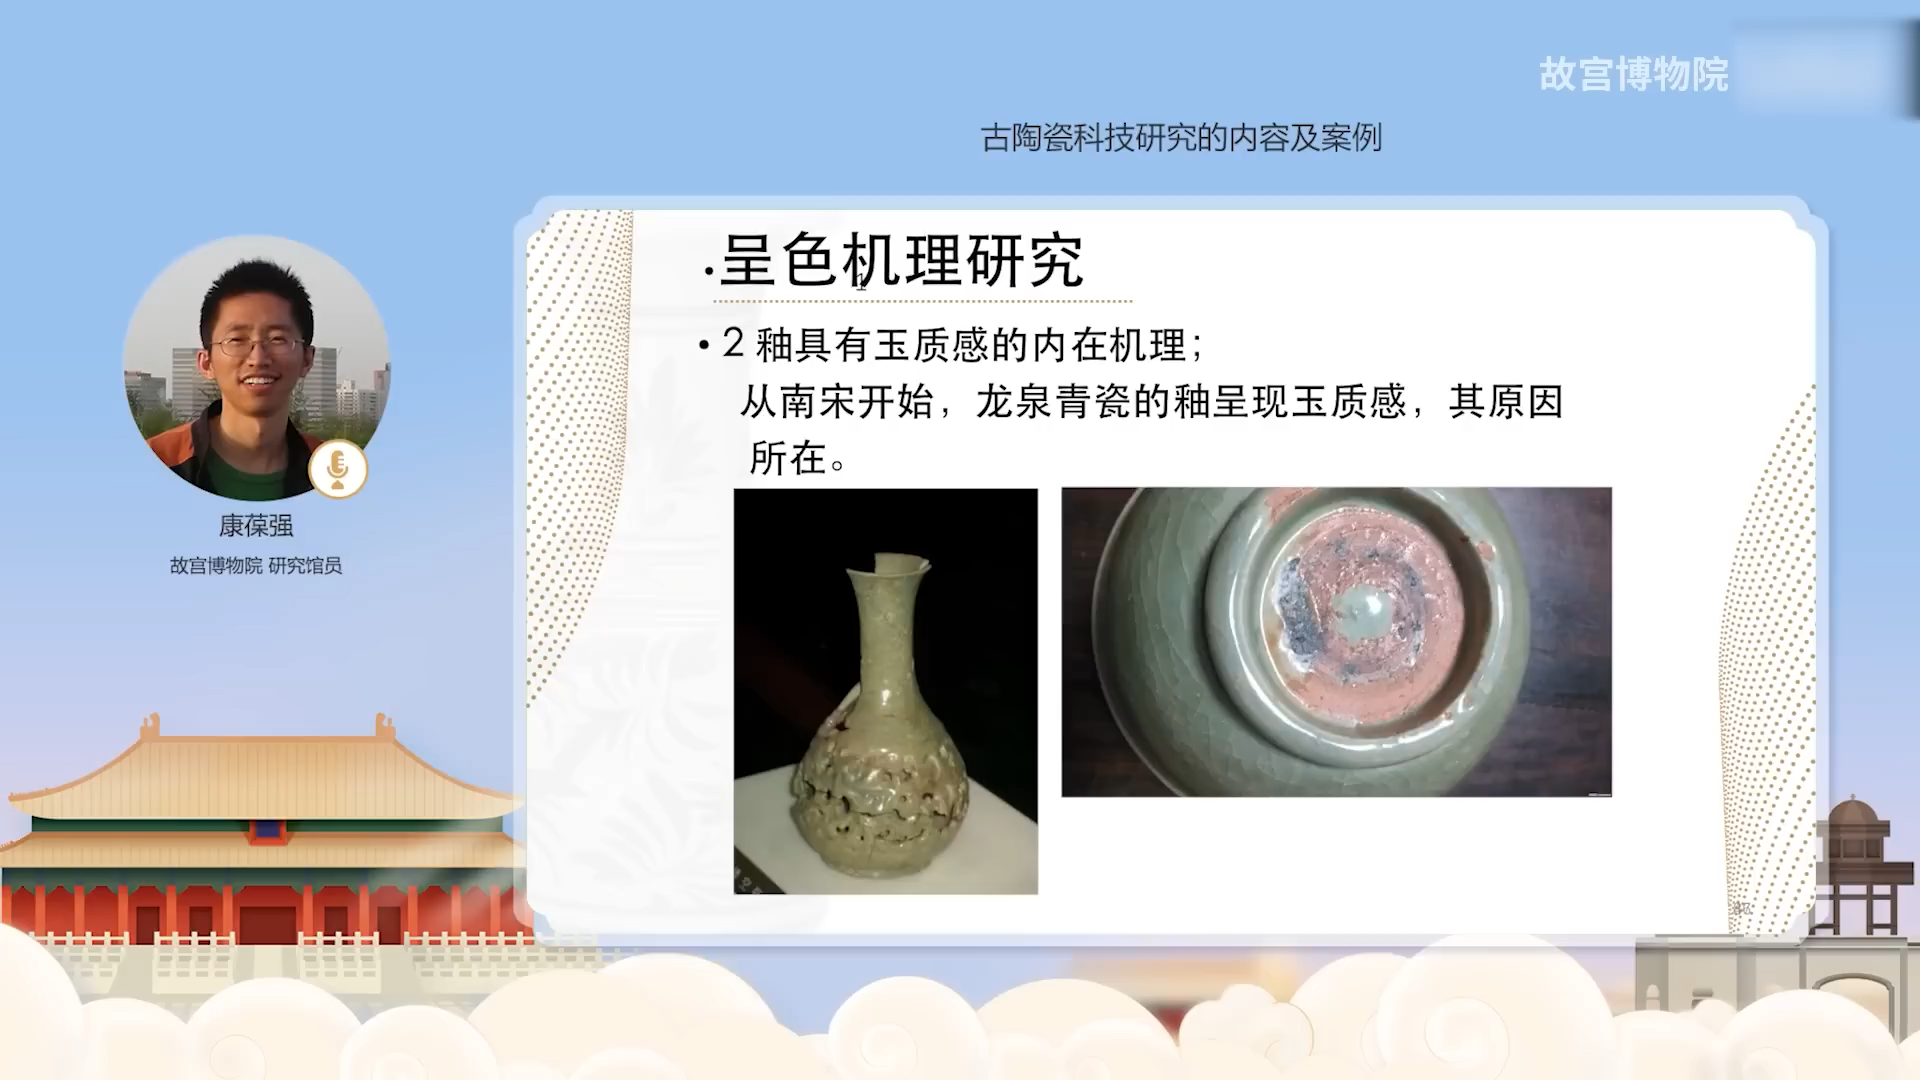 故宫博物院
古陶瓷科技研究的内容及案例
·呈色机理研究
1
• 2 釉具有玉质感的内在机理；
从南宋开始，龙泉青瓷的釉呈现玉质感，其原因
所在。
康葆强
故宫博物院 研究馆员